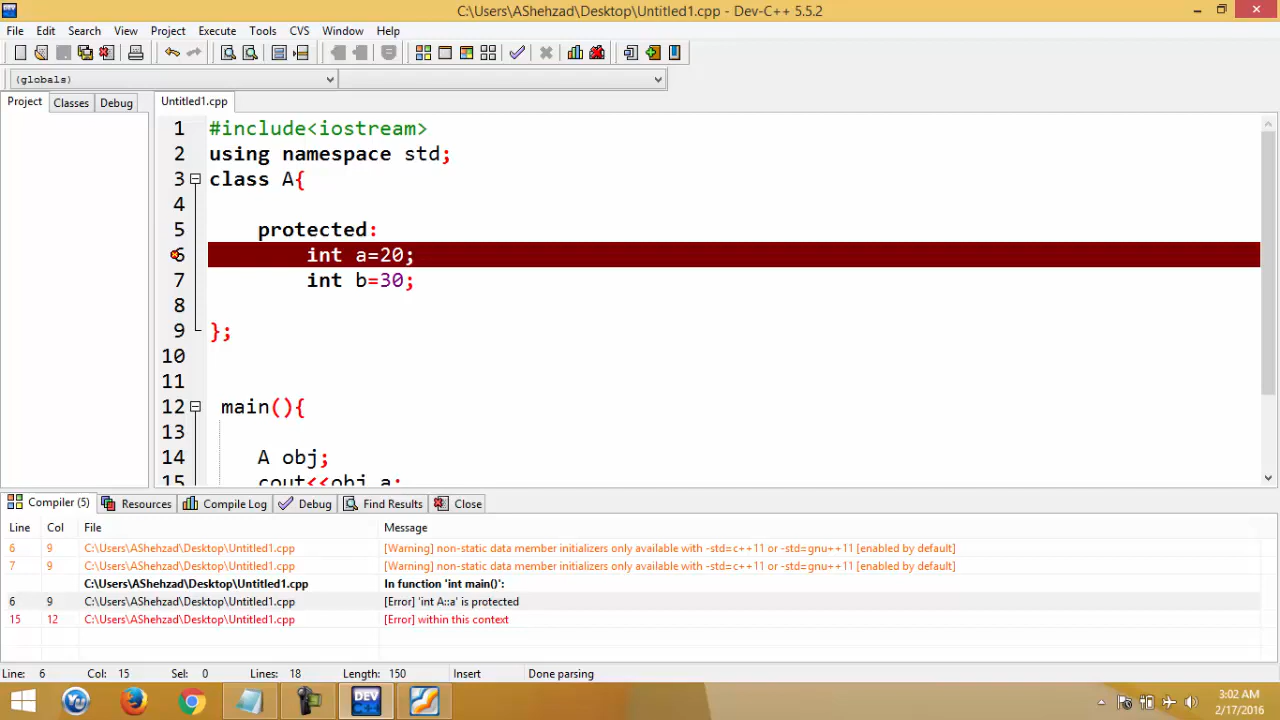 C:\Users\AShehzad\Desktop\Untitled1.cpp - Dev-C++ 5.5.2
File Edit Search View Project Execute Tools CVS Window Help
(globals)
Project Classes Debug Untitled1.cpp
1 #include<iostream>
2 using namespace std;
3 class A{
4
5 protected:
6 int a=20;
7 int b=30;
8
9 };
10
11
12 main(){
13
14 A obj;
15 cout<<obj.a;
Compiler (5) Resources Compile Log Debug Find Results Close
Line Col File Message
6 9 C:\Users\AShehzad\Desktop\Untitled1.cpp [Warning] non-static data member initializers only available with -std=c++11 or -std=gnu++11 [enabled by default]
7 9 C:\Users\AShehzad\Desktop\Untitled1.cpp [Warning] non-static data member initializers only available with -std=c++11 or -std=gnu++11 [enabled by default]
C:\Users\AShehzad\Desktop\Untitled1.cpp In function 'int main()':
6 9 C:\Users\AShehzad\Desktop\Untitled1.cpp [Error] 'int A::a' is protected
15 12 C:\Users\AShehzad\Desktop\Untitled1.cpp [Error] within this context
Line: 6 Col: 15 Sel: 0 Lines: 18 Length: 150 Insert Done parsing
DEV
3:02 AM
2/17/2016